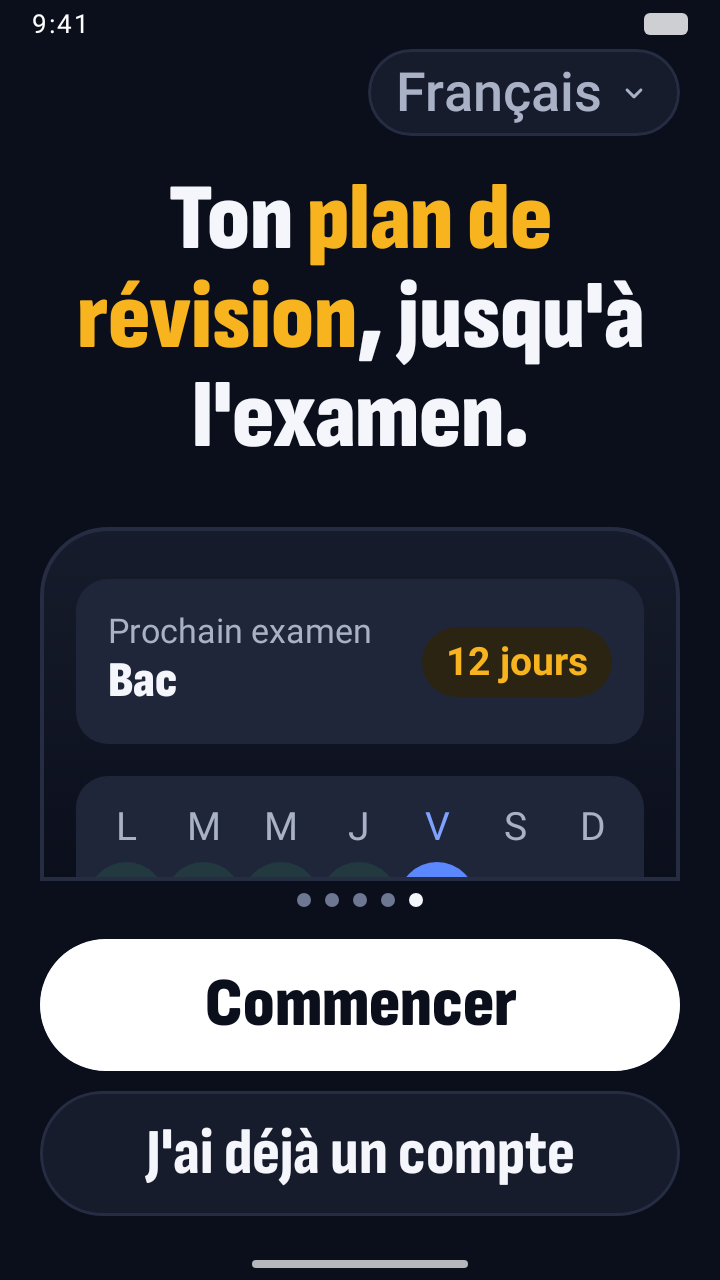 9:41
Français
Ton plan de
révision, jusqu'à
l'examen.
Prochain examen
Bac
12 jours
L M M J V S D
Commencer
J'ai déjà un compte